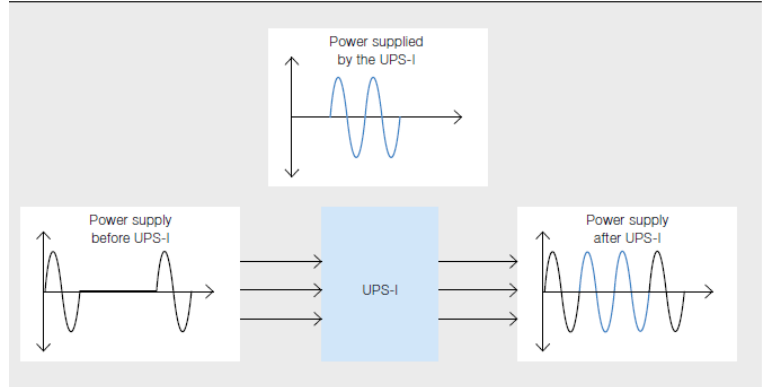 Power supplied
by the UPS-I
Power supply
before UPS-I
UPS-I
Power supply
after UPS-I